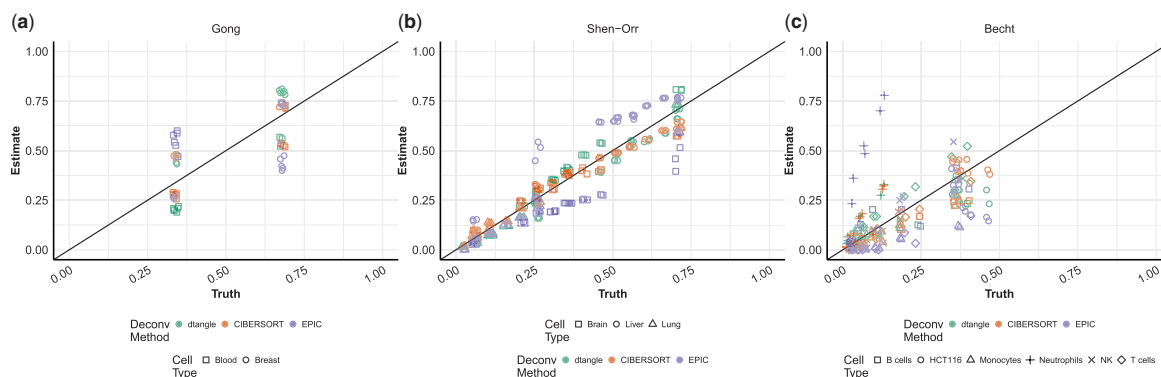 (a)
Gong
1.00
0.75
0.50
0.25
0.00
Estimate
0.00
0.25
0.50
0.75
1.00
Truth
Deconv Method
dtangle CIBERSORT EPIC
Cell Type
Blood Breast
(b)
Shen−Orr
1.00
0.75
0.50
0.25
0.00
Estimate
0.00
0.25
0.50
0.75
1.00
Truth
Cell Type
Brain Liver Lung
Deconv Method
dtangle CIBERSORT EPIC
(c)
Becht
1.00
0.75
0.50
0.25
0.00
Estimate
0.00
0.25
0.50
0.75
1.00
Truth
Deconv Method
dtangle CIBERSORT EPIC
Cell Type
B cells HCT116 Monocytes Neutrophils NK T cells